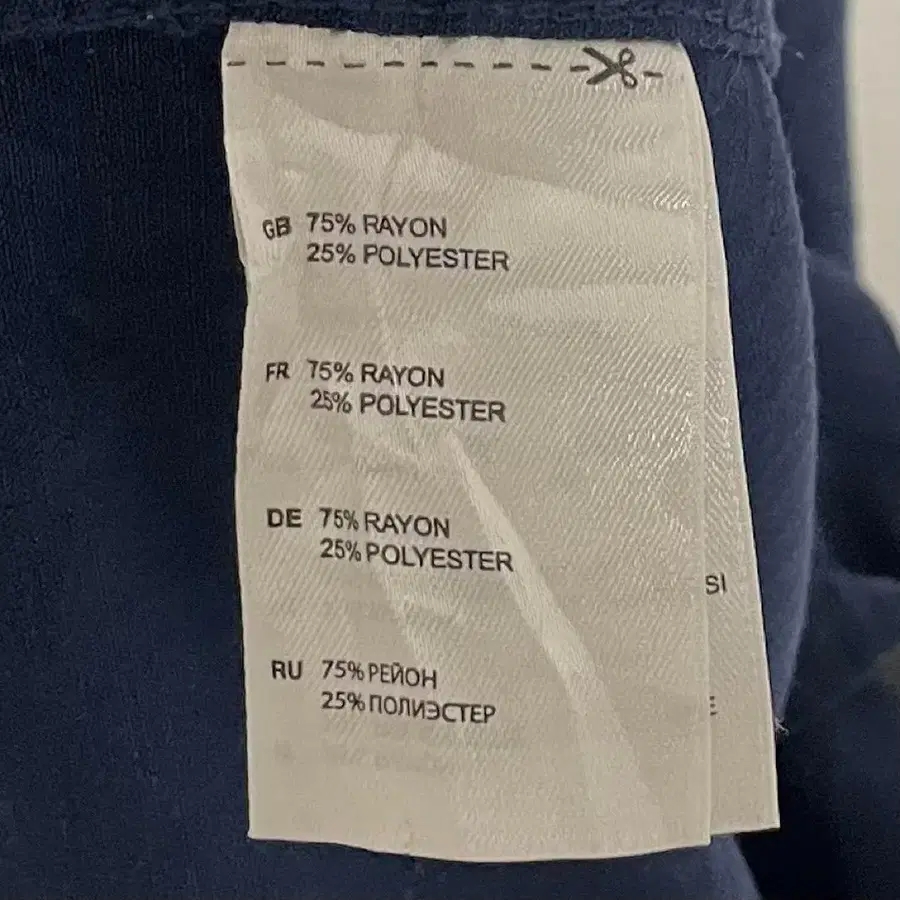 GB 75% RAYON
25% POLYESTER
FR 75% RAYON
25% POLYESTER
DE 75% RAYON
25% POLYESTER
SI
RU 75% РЕЙОН
25% ПОЛИЭСТЕР
E